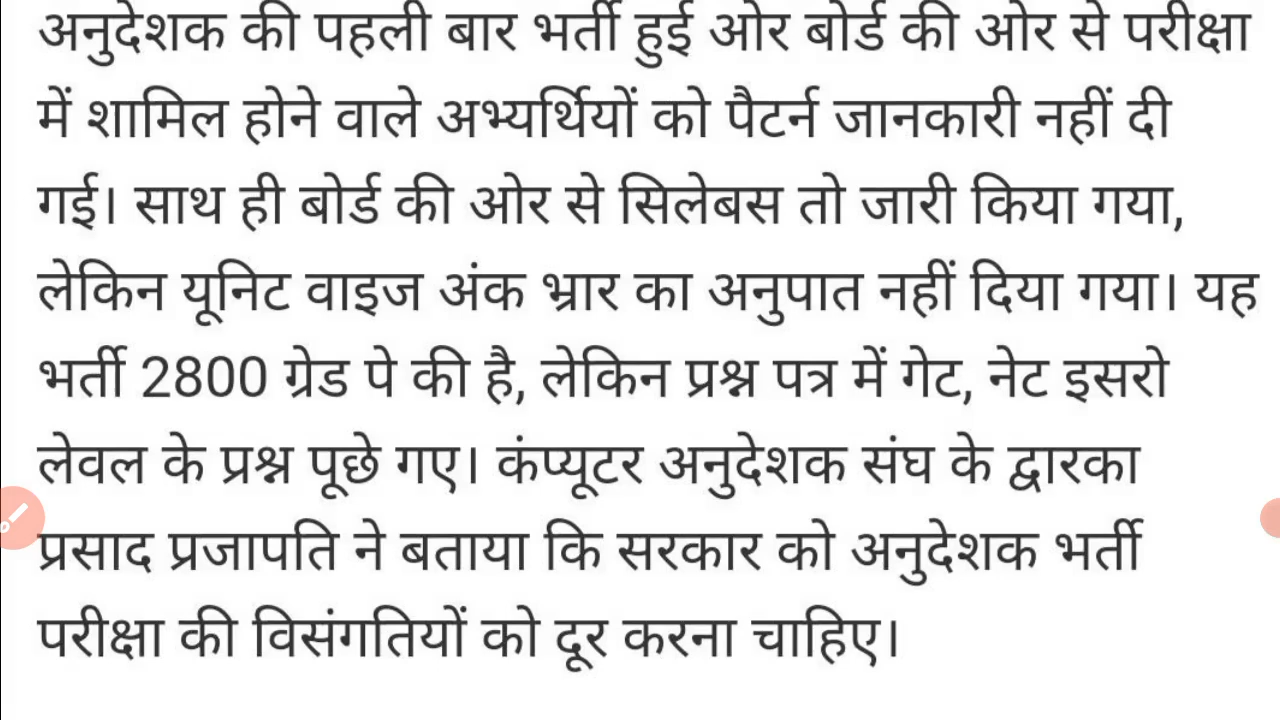 अनुदेशक की पहली बार भर्ती हुई ओर बोर्ड की ओर से परीक्षा
में शामिल होने वाले अभ्यर्थियों को पैटर्न जानकारी नहीं दी
गई। साथ ही बोर्ड की ओर से सिलेबस तो जारी किया गया,
लेकिन यूनिट वाइज अंक भ्रार का अनुपात नहीं दिया गया। यह
भर्ती 2800 ग्रेड पे की है, लेकिन प्रश्न पत्र में गेट, नेट इसरो
लेवल के प्रश्न पूछे गए। कंप्यूटर अनुदेशक संघ के द्वारका
प्रसाद प्रजापति ने बताया कि सरकार को अनुदेशक भर्ती
परीक्षा की विसंगतियों को दूर करना चाहिए।